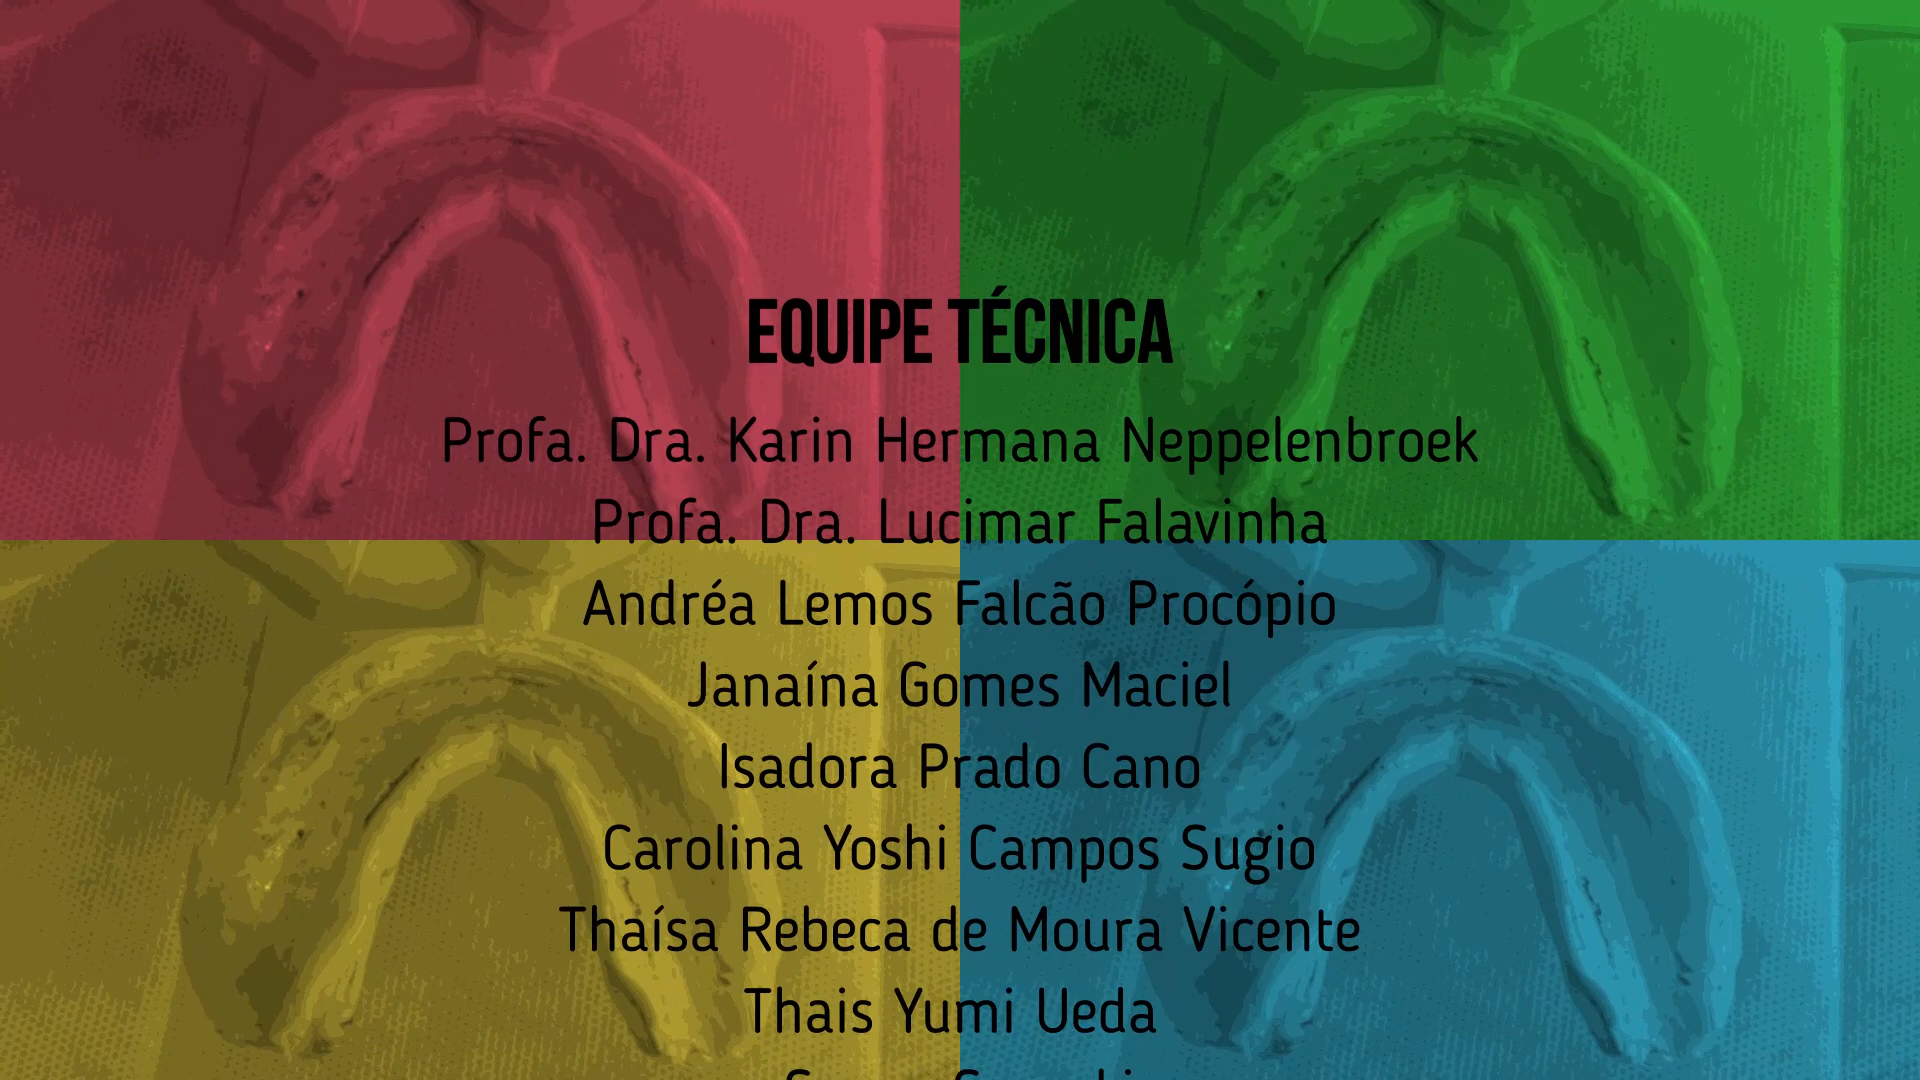 EQUIPE TÉCNICA
Profa. Dra. Karin Hermana Neppelenbroek
Profa. Dra. Lucimar Falavinha
Andréa Lemos Falcão Procópio
Janaína Gomes Maciel
Isadora Prado Cano
Carolina Yoshi Campos Sugio
Thaísa Rebeca de Moura Vicente
Thais Yumi Ueda